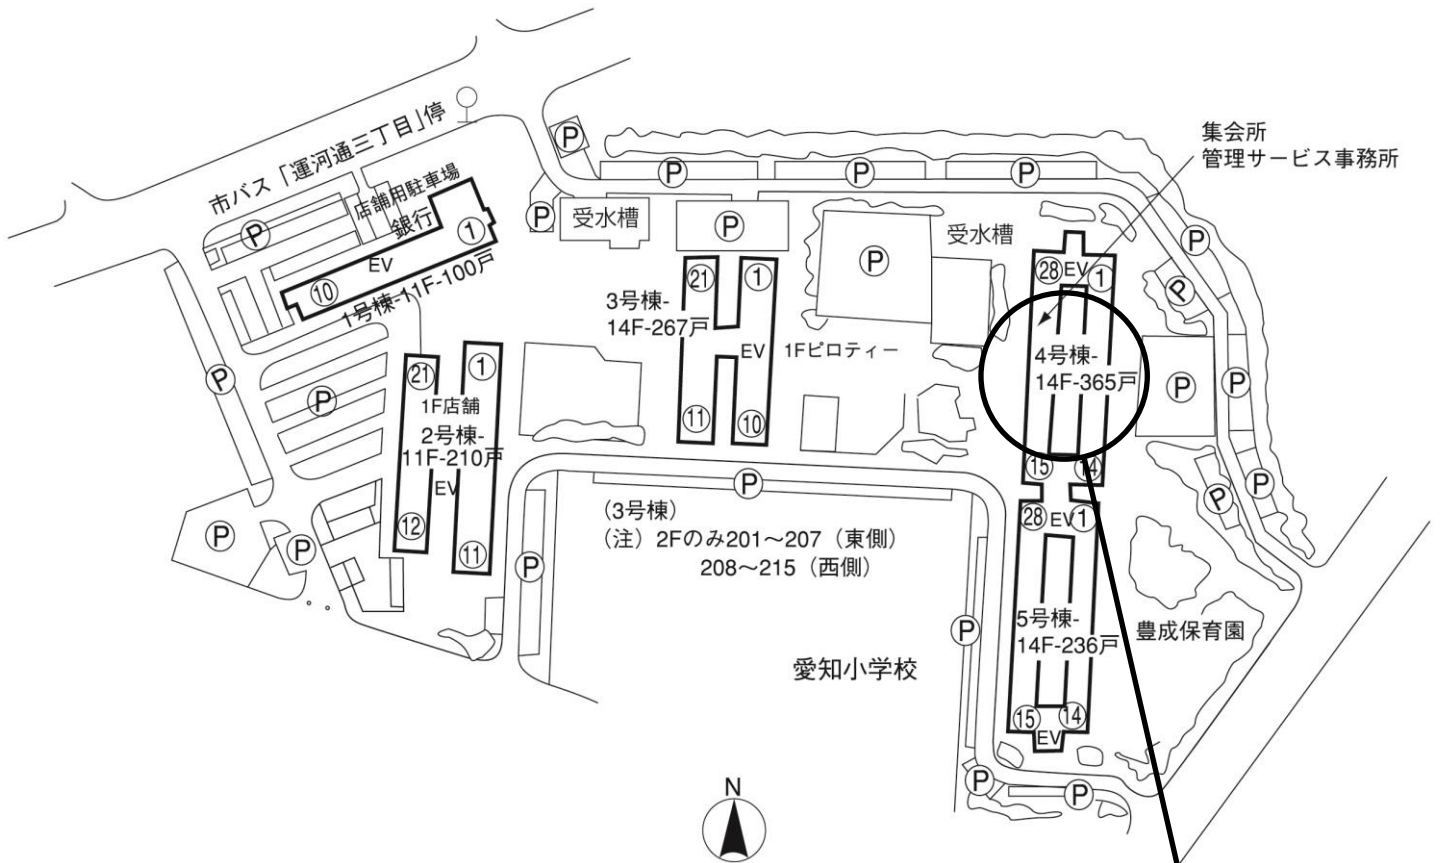 市バス「運河通三丁目」停
店舗用駐車場
銀行
P
①
EV
⑩
1号棟-11F-100戸
P
P
受水槽
P
P
P
P
P
受水槽
集会所
管理サービス事務所
P
P
P
P
㉑
①
3号棟-
14F-267戸
EV
1Fピロティー
⑪
⑩
㉘
EV
①
4号棟-
14F-365戸
⑮
⑭
P
P
㉑
①
1F店舗
2号棟-
11F-210戸
EV
⑫
⑪
P
P
P
P
(3号棟)
(注) 2Fのみ201〜207（東側）
208〜215（西側）
P
P
㉘
EV
①
5号棟-
14F-236戸
⑮
⑭
EV
豊成保育園
愛知小学校
P
P
P
P
N